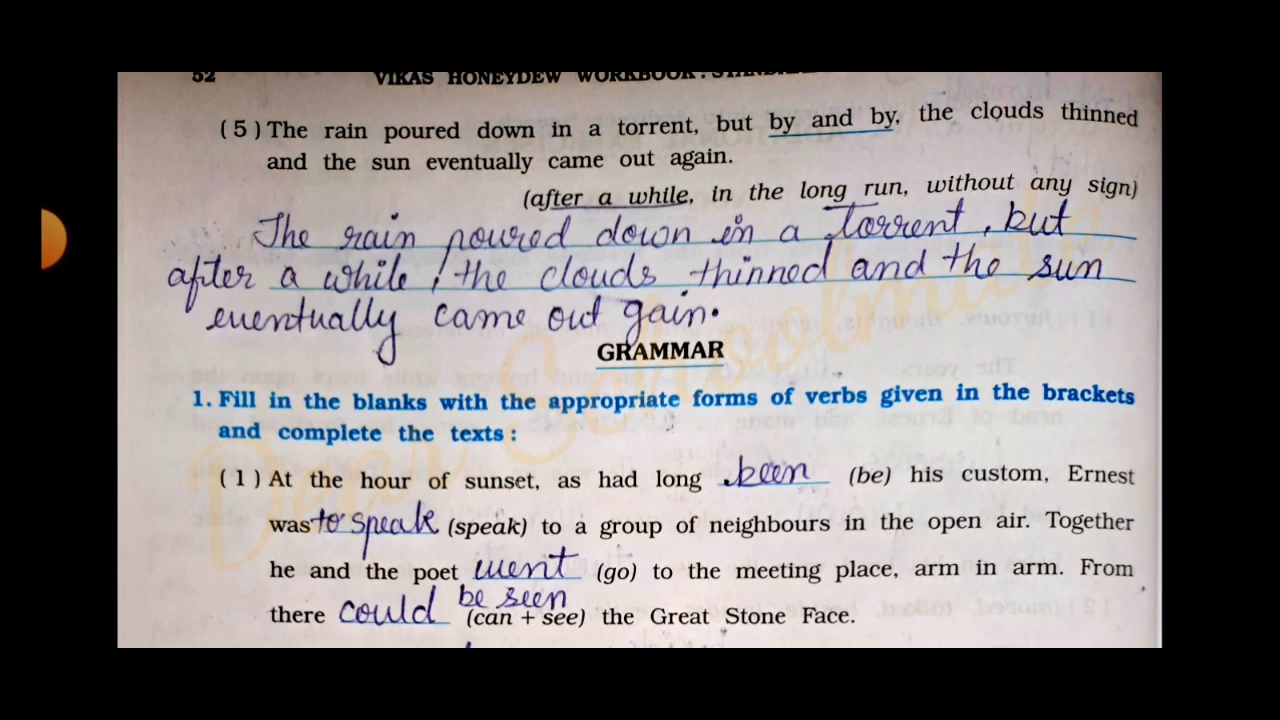 52 VIKAS HONEYDEW WORKBOOK : STANDA
( 5 ) The rain poured down in a torrent, but by and by, the clouds thinned
and the sun eventually came out again.
(after a while, in the long run, without any sign)
The rain poured down in a torrent, but
after a while, the clouds thinned and the sun
eventually came out gain.
GRAMMAR
1. Fill in the blanks with the appropriate forms of verbs given in the brackets
and complete the texts :
( 1 ) At the hour of sunset, as had long been (be) his custom, Ernest
was to speak (speak) to a group of neighbours in the open air. Together
he and the poet went (go) to the meeting place, arm in arm. From
there could be seen (can + see) the Great Stone Face.